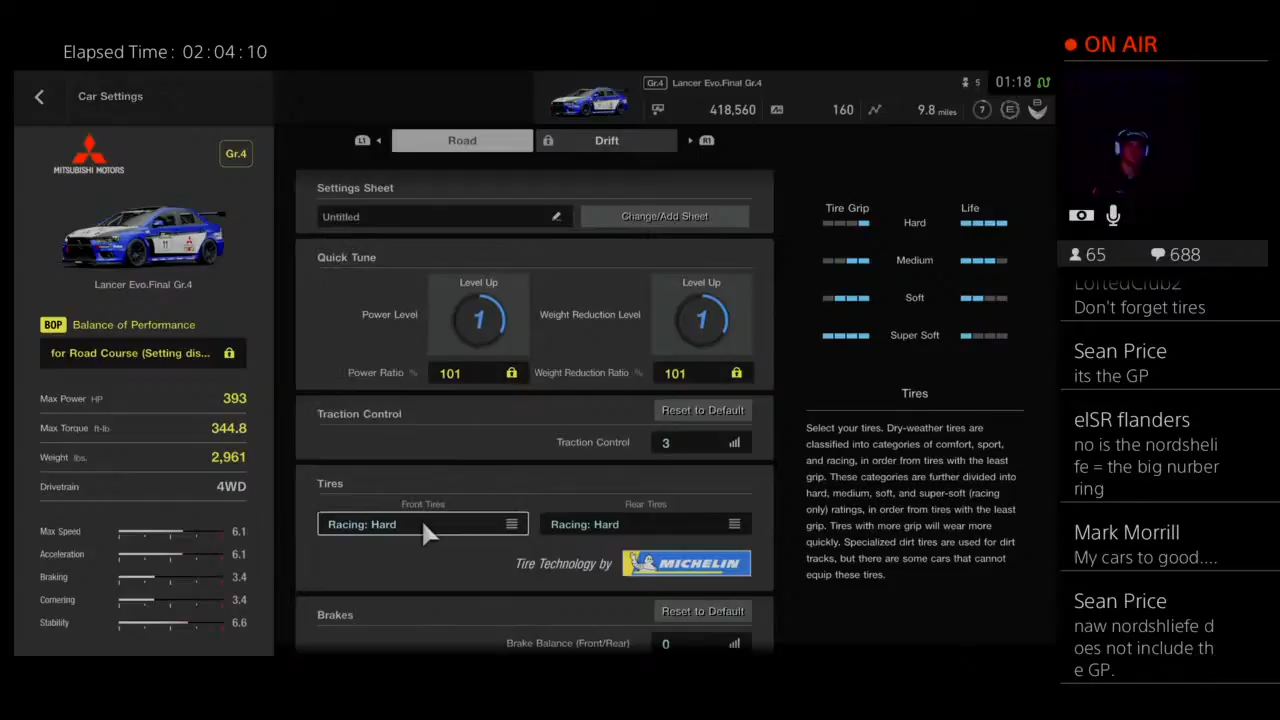 Elapsed Time: 02:04:10
ON AIR
Car Settings
Gr.4 Lancer Evo.Final Gr.4
5 01:18
418,560 160 9.8 miles 7 E B
MITSUBISHI MOTORS
Gr.4
11
Lancer Evo.Final Gr.4
BOP Balance of Performance
for Road Course (Setting dis...
Max Power HP 393
Max Torque ft-lb 344.8
Weight lbs. 2,961
Drivetrain 4WD
Max Speed 6.1
Acceleration 6.1
Braking 3.4
Cornering 3.4
Stability 6.6
L1 Road Drift R1
Settings Sheet
Untitled Change/Add Sheet
Quick Tune
Level Up Level Up
Power Level 1 Weight Reduction Level 1
Power Ratio % 101 Weight Reduction Ratio % 101
Traction Control Reset to Default
Traction Control 3
Tires
Front Tires Rear Tires
Racing: Hard Racing: Hard
Tire Technology by MICHELIN
Brakes Reset to Default
Brake Balance (Front/Rear) 0
Tire Grip Life
Hard
Medium
Soft
Super Soft
Tires
Select your tires. Dry-weather tires are
classified into categories of comfort, sport,
and racing, in order from tires with the least
grip. These categories are further divided into
hard, medium, soft, and super-soft (racing
only) ratings, in order from tires with the least
grip. Tires with more grip will wear more
quickly. Specialized dirt tires are used for dirt
tracks, but there are some cars that cannot
equip these tires.
65 688
LoftedClub2
Don't forget tires
Sean Price
its the GP
elSR flanders
no is the nordsheli
fe = the big nurber
ring
Mark Morrill
My cars to good....
Sean Price
naw nordshliefe d
oes not include th
e GP.